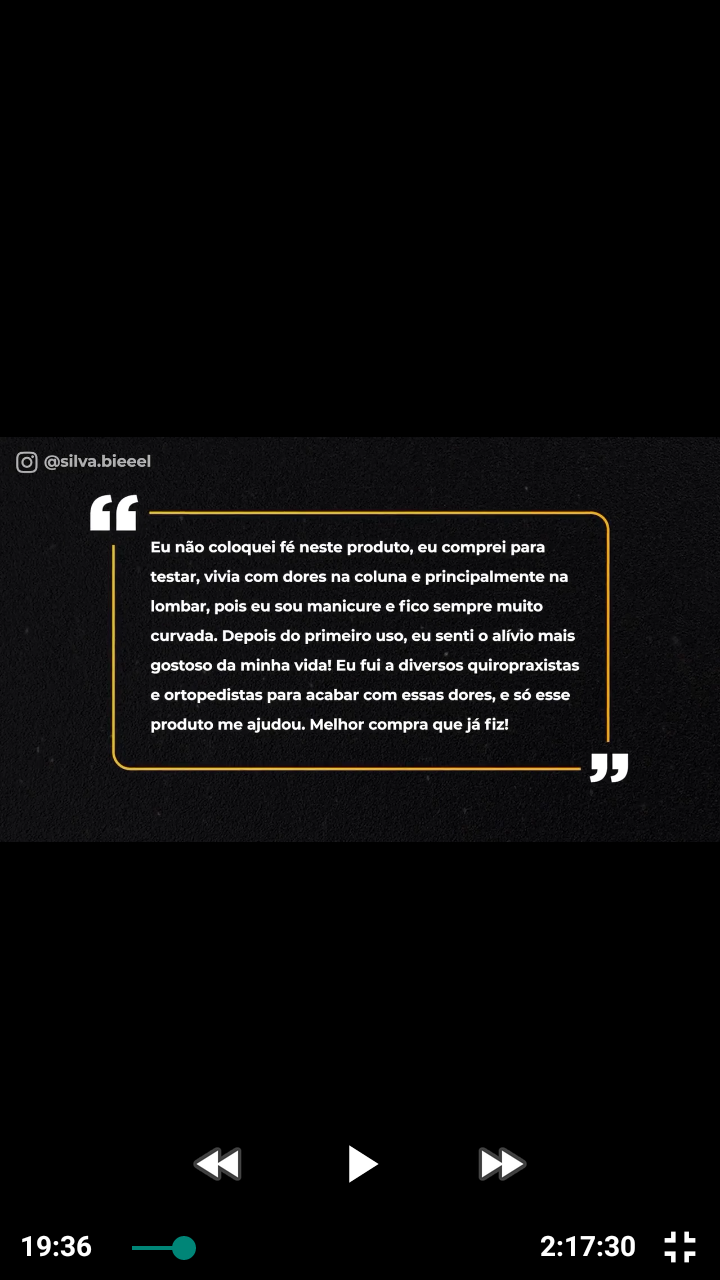 @silva.bieeel
“
Eu não coloquei fé neste produto, eu comprei para
testar, vivia com dores na coluna e principalmente na
lombar, pois eu sou manicure e fico sempre muito
curvada. Depois do primeiro uso, eu senti o alívio mais
gostoso da minha vida! Eu fui a diversos quiropraxistas
e ortopedistas para acabar com essas dores, e só esse
produto me ajudou. Melhor compra que já fiz!
”
19:36 2:17:30